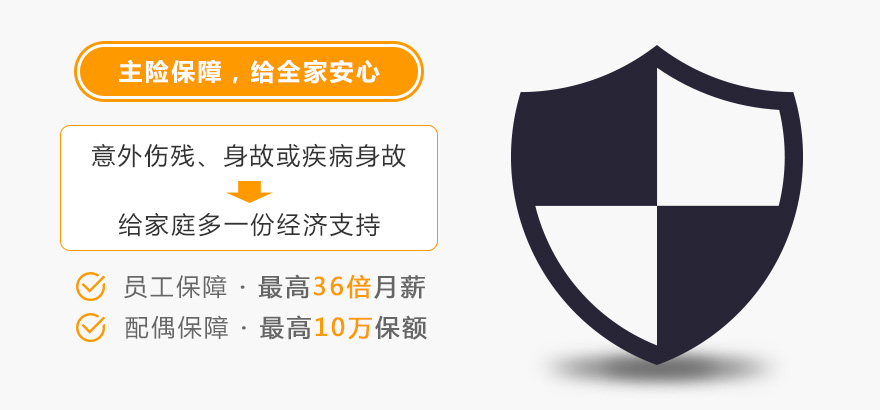 主险保障，给全家安心
意外伤残、身故或疾病身故
给家庭多一份经济支持
员工保障 · 最高36倍月薪
配偶保障 · 最高10万保额